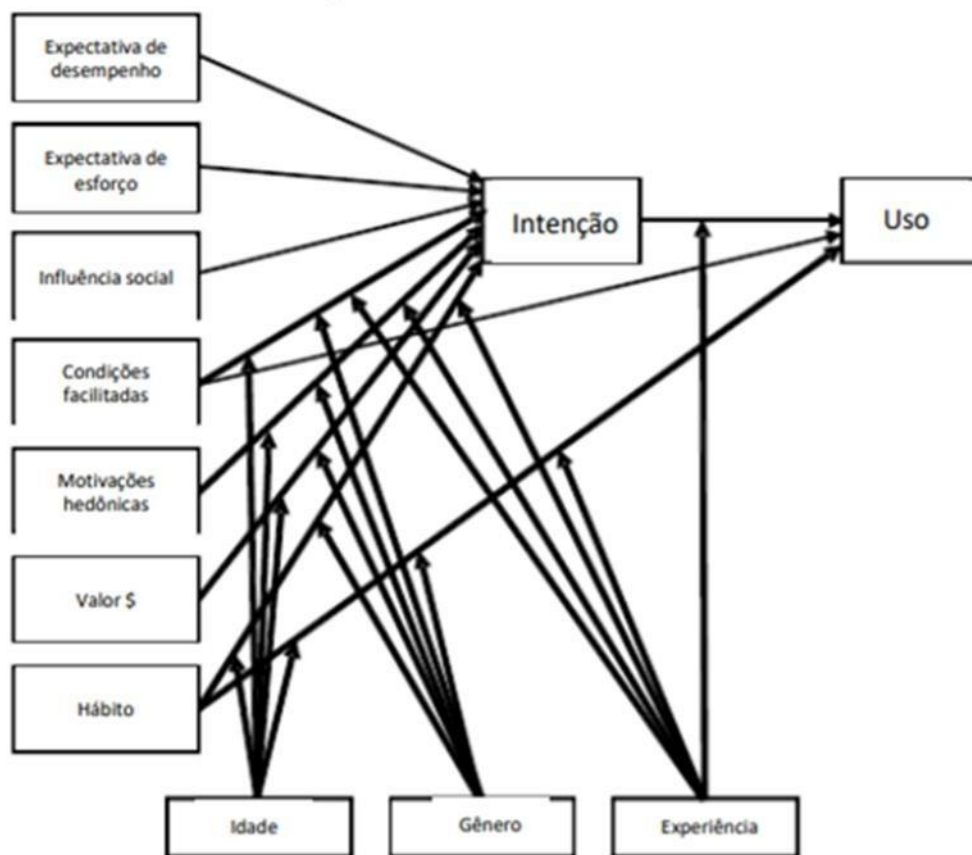 Expectativa de
desempenho
Expectativa de
esforço
Influência social
Condições
facilitadas
Motivações
hedônicas
Valor $
Hábito
Intenção
Uso
Idade
Gênero
Experiência